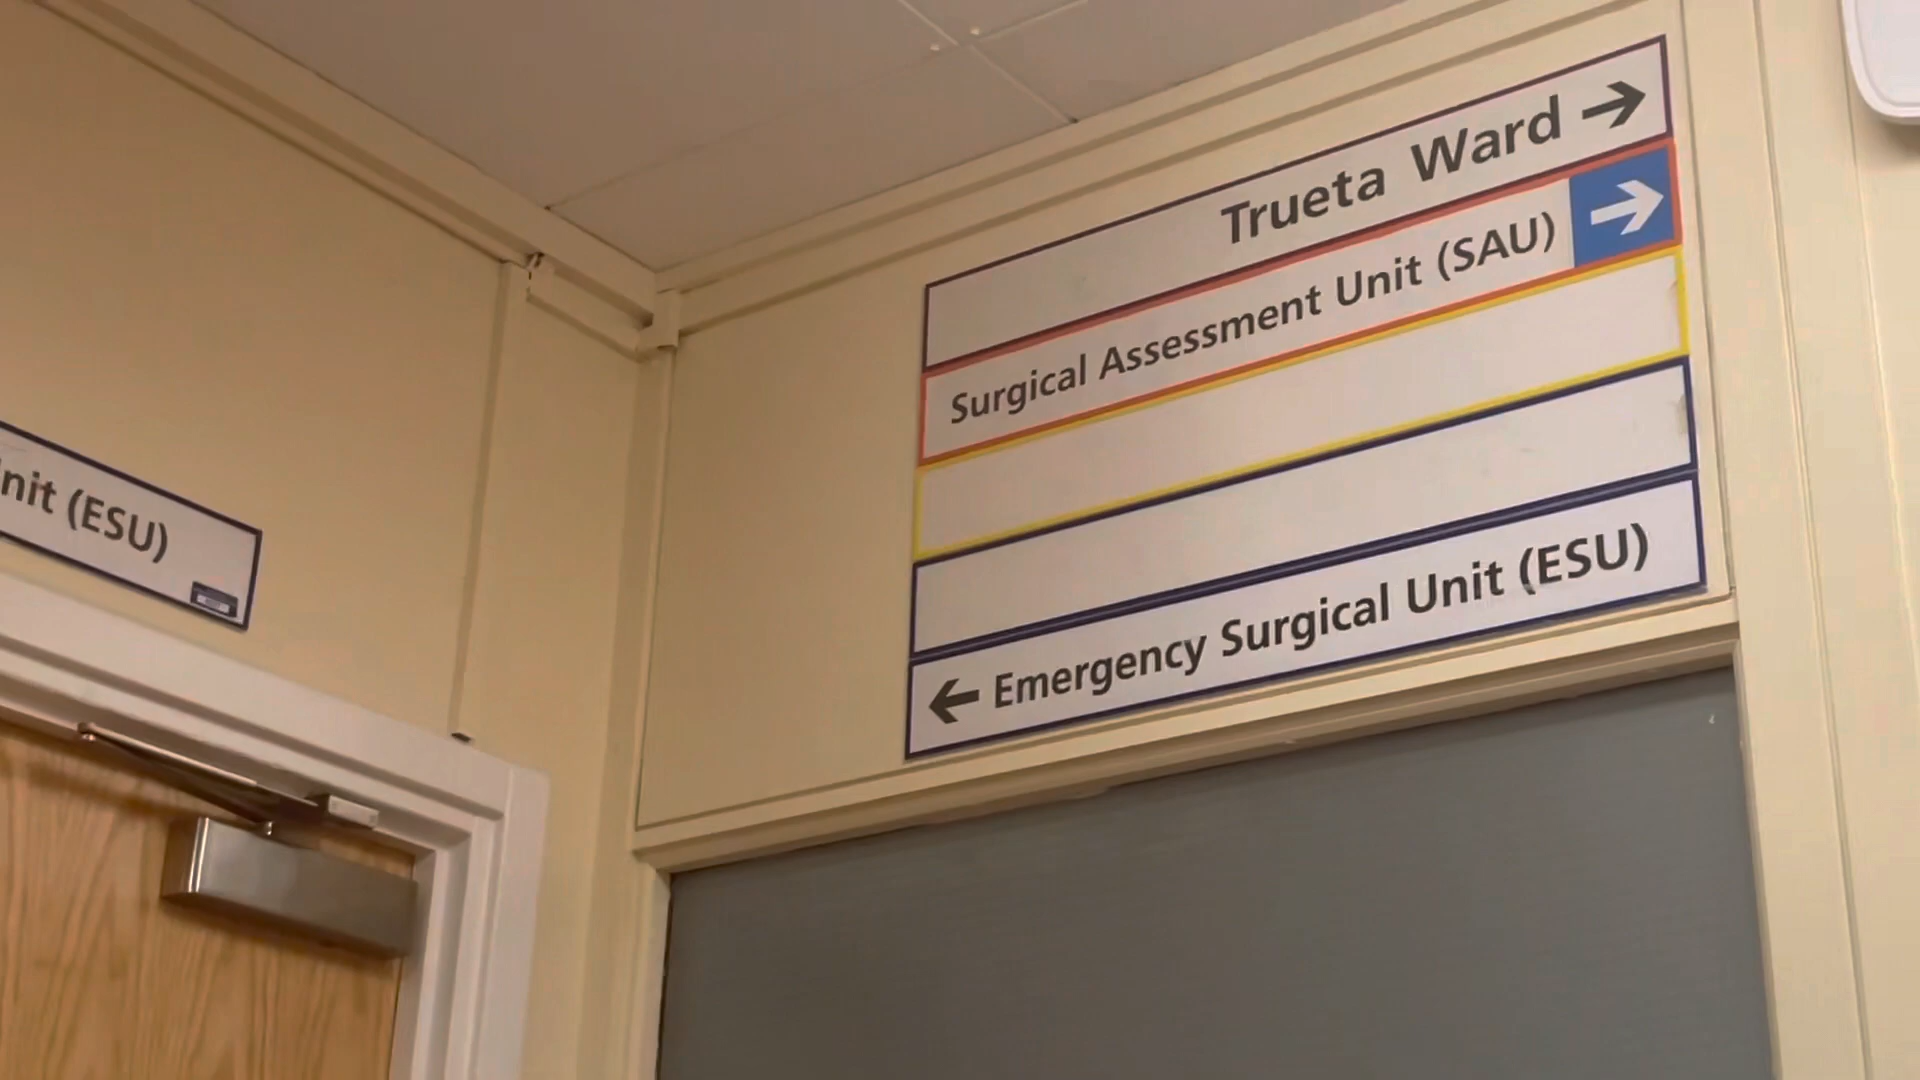 Trueta Ward →
Surgical Assessment Unit (SAU) →
← Emergency Surgical Unit (ESU)
nit (ESU)